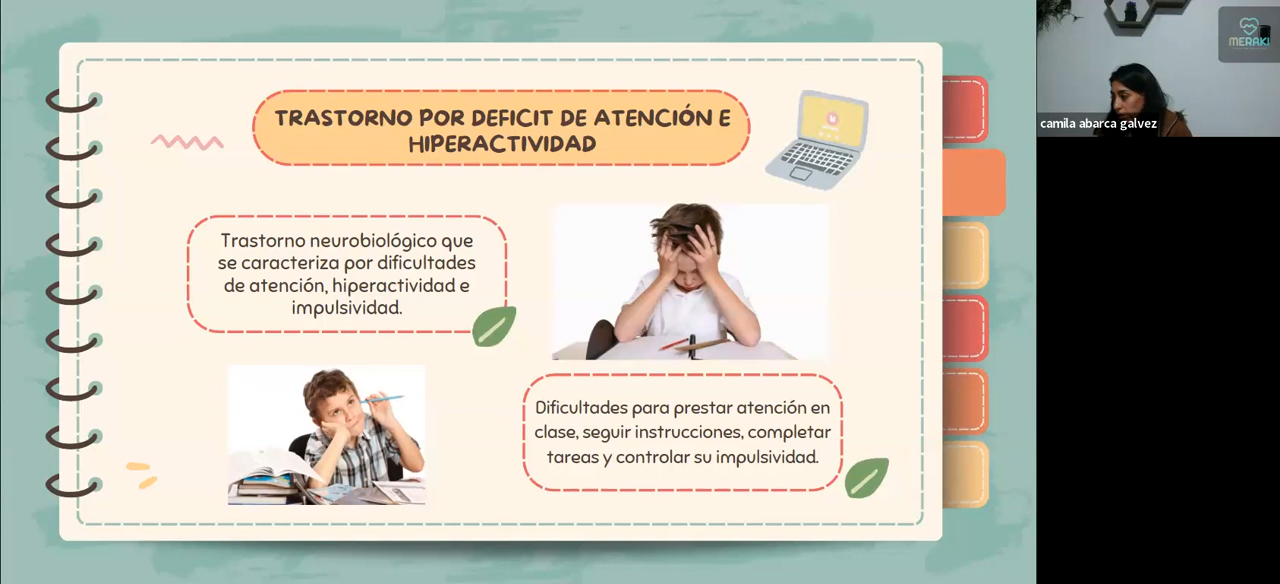 TRASTORNO POR DEFICIT DE ATENCIÓN E
HIPERACTIVIDAD
Trastorno neurobiológico que
se caracteriza por dificultades
de atención, hiperactividad e
impulsividad.
Dificultades para prestar atención en
clase, seguir instrucciones, completar
tareas y controlar su impulsividad.
MERAKI
camila abarca galvez